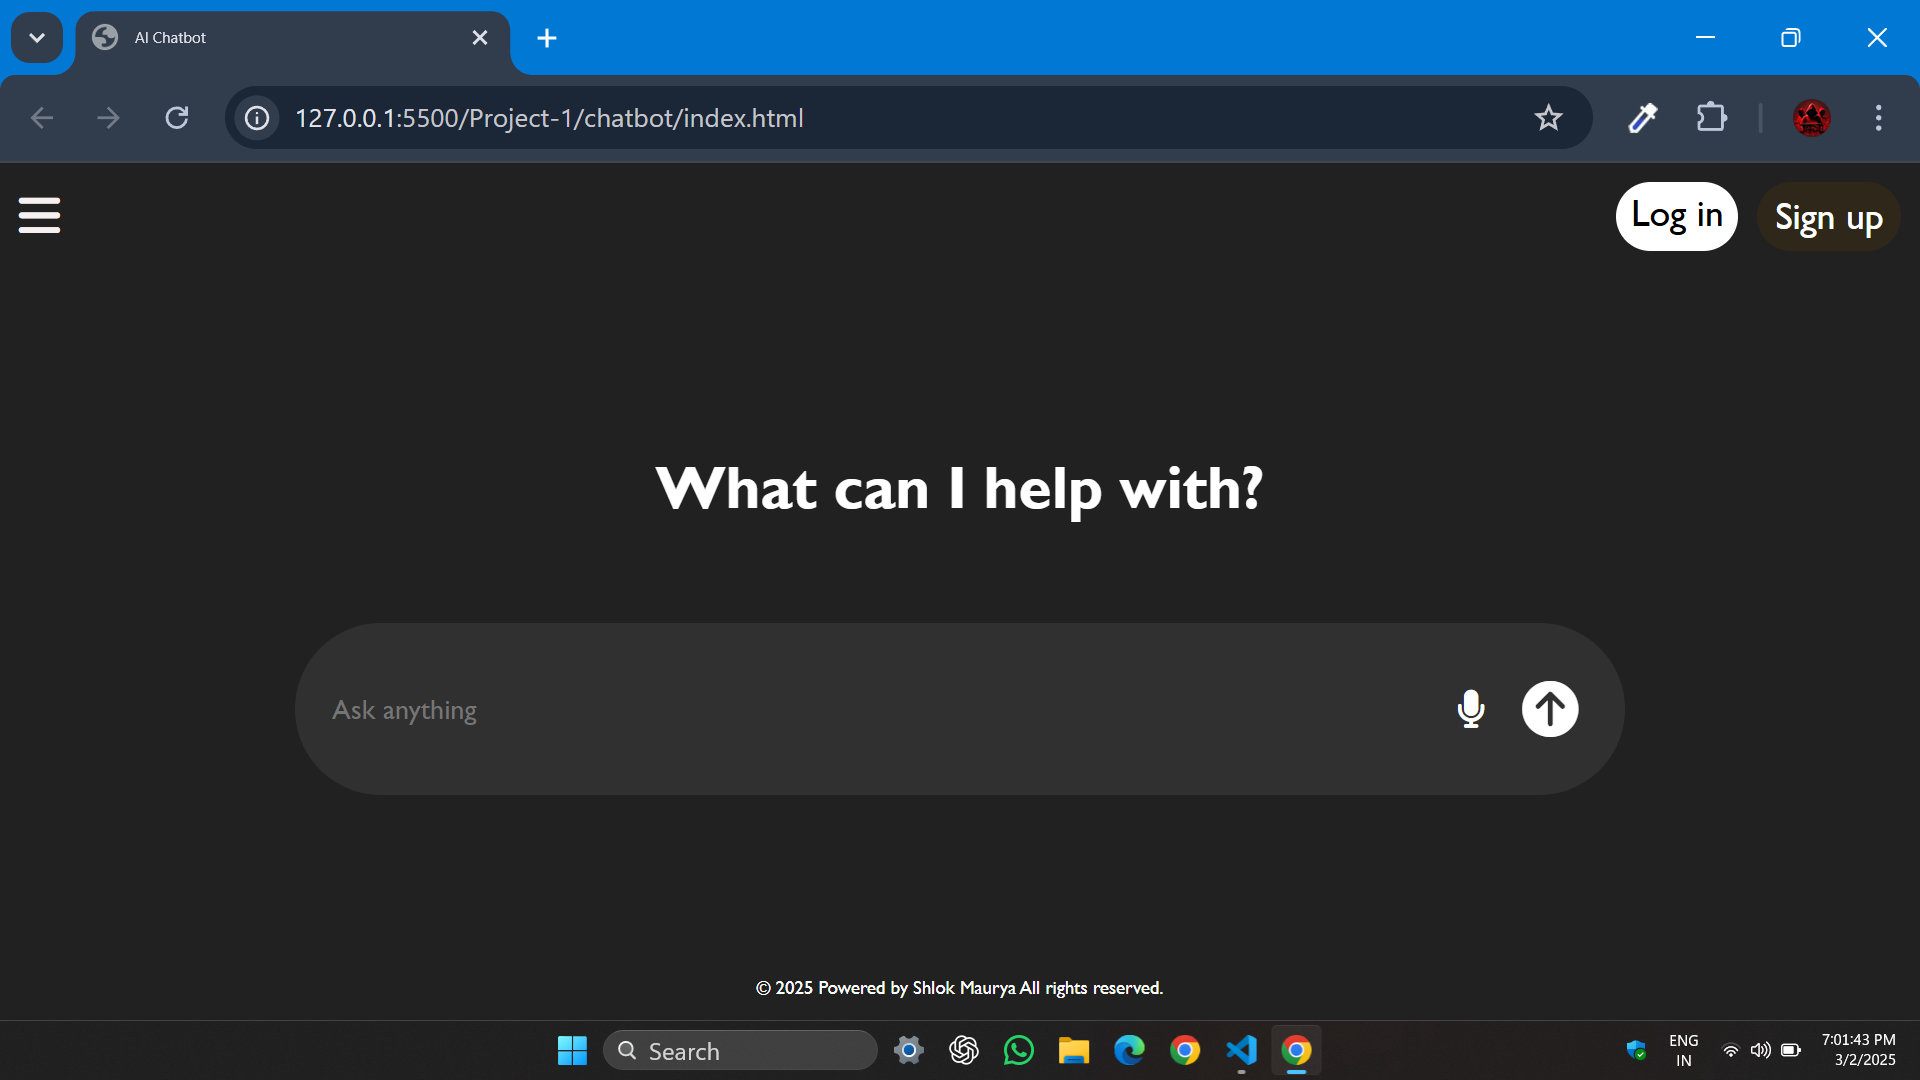 AI Chatbot
127.0.0.1:5500/Project-1/chatbot/index.html
Log in
Sign up
What can I help with?
Ask anything
© 2025 Powered by Shlok Maurya All rights reserved.
Search
ENG
IN
7:01:43 PM
3/2/2025